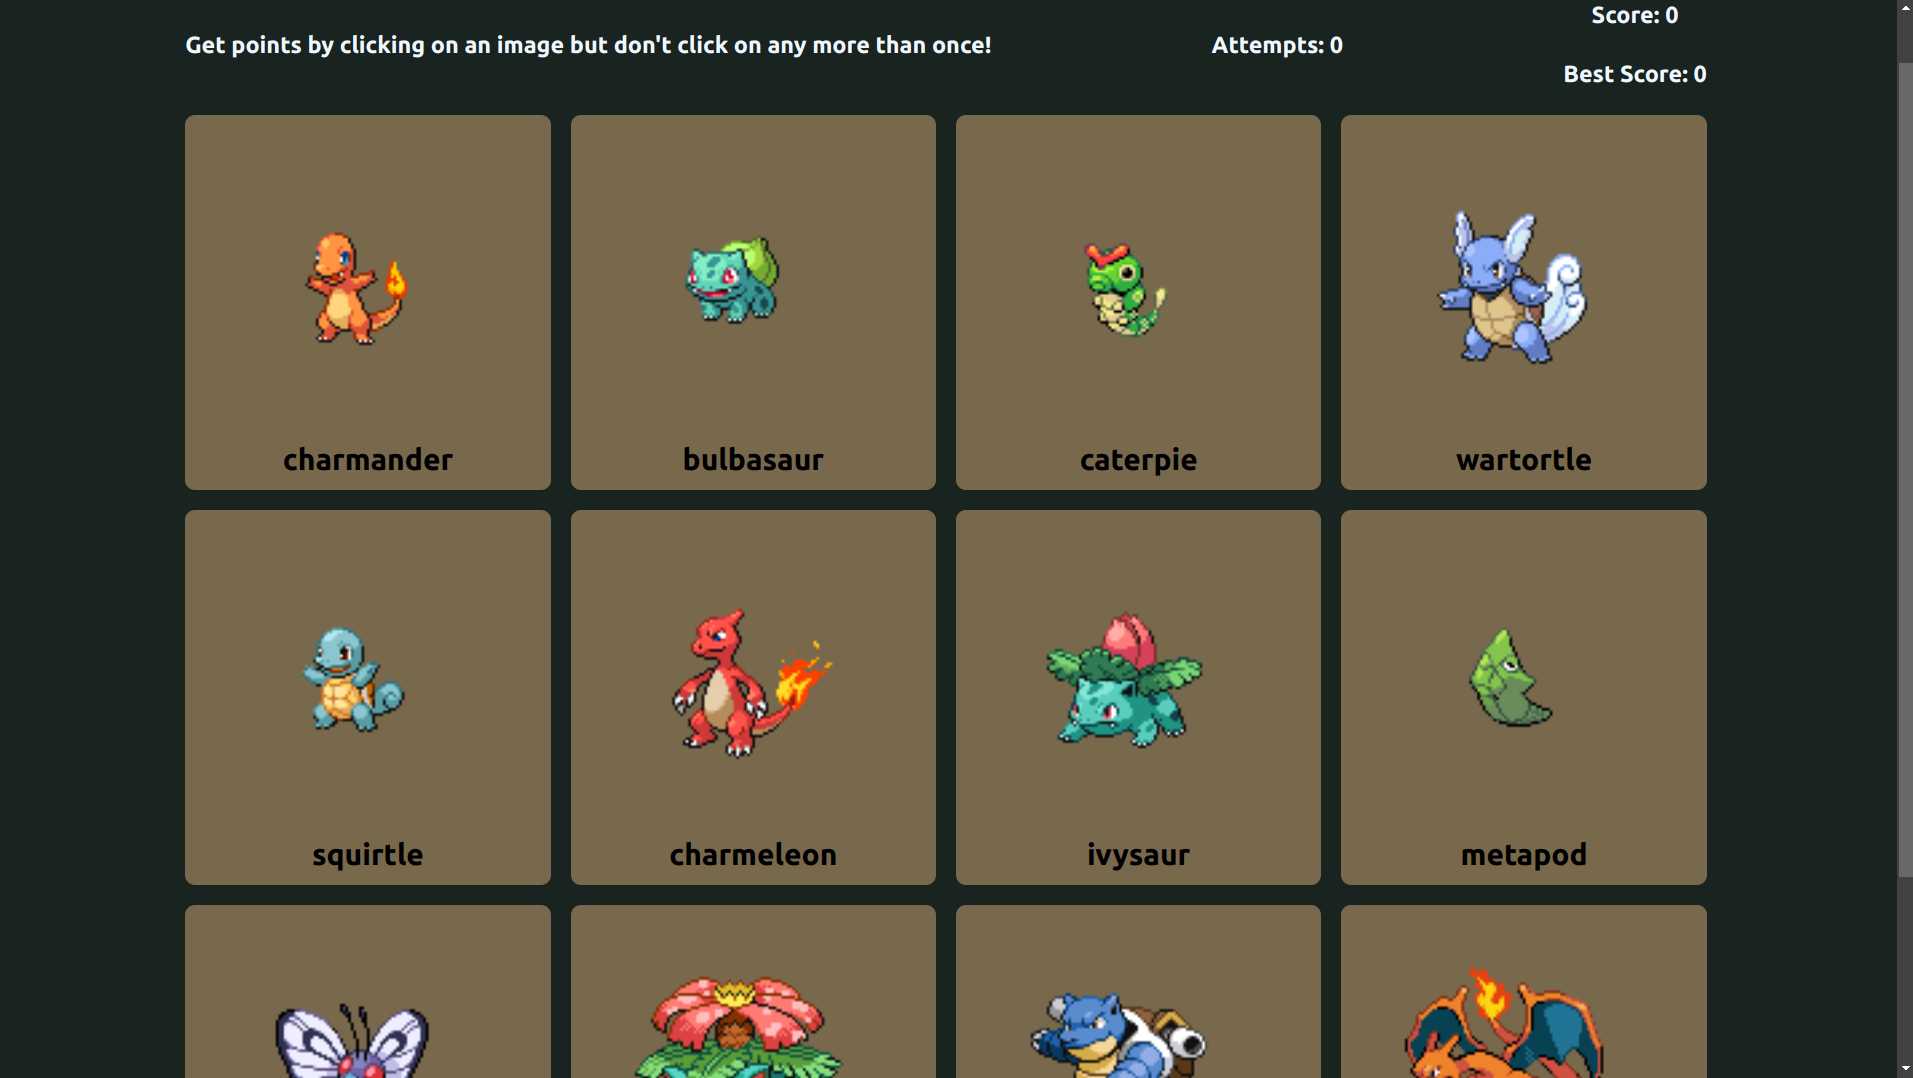 Score: 0
Get points by clicking on an image but don't click on any more than once!
Attempts: 0
Best Score: 0
charmander
bulbasaur
caterpie
wartortle
squirtle
charmeleon
ivysaur
metapod